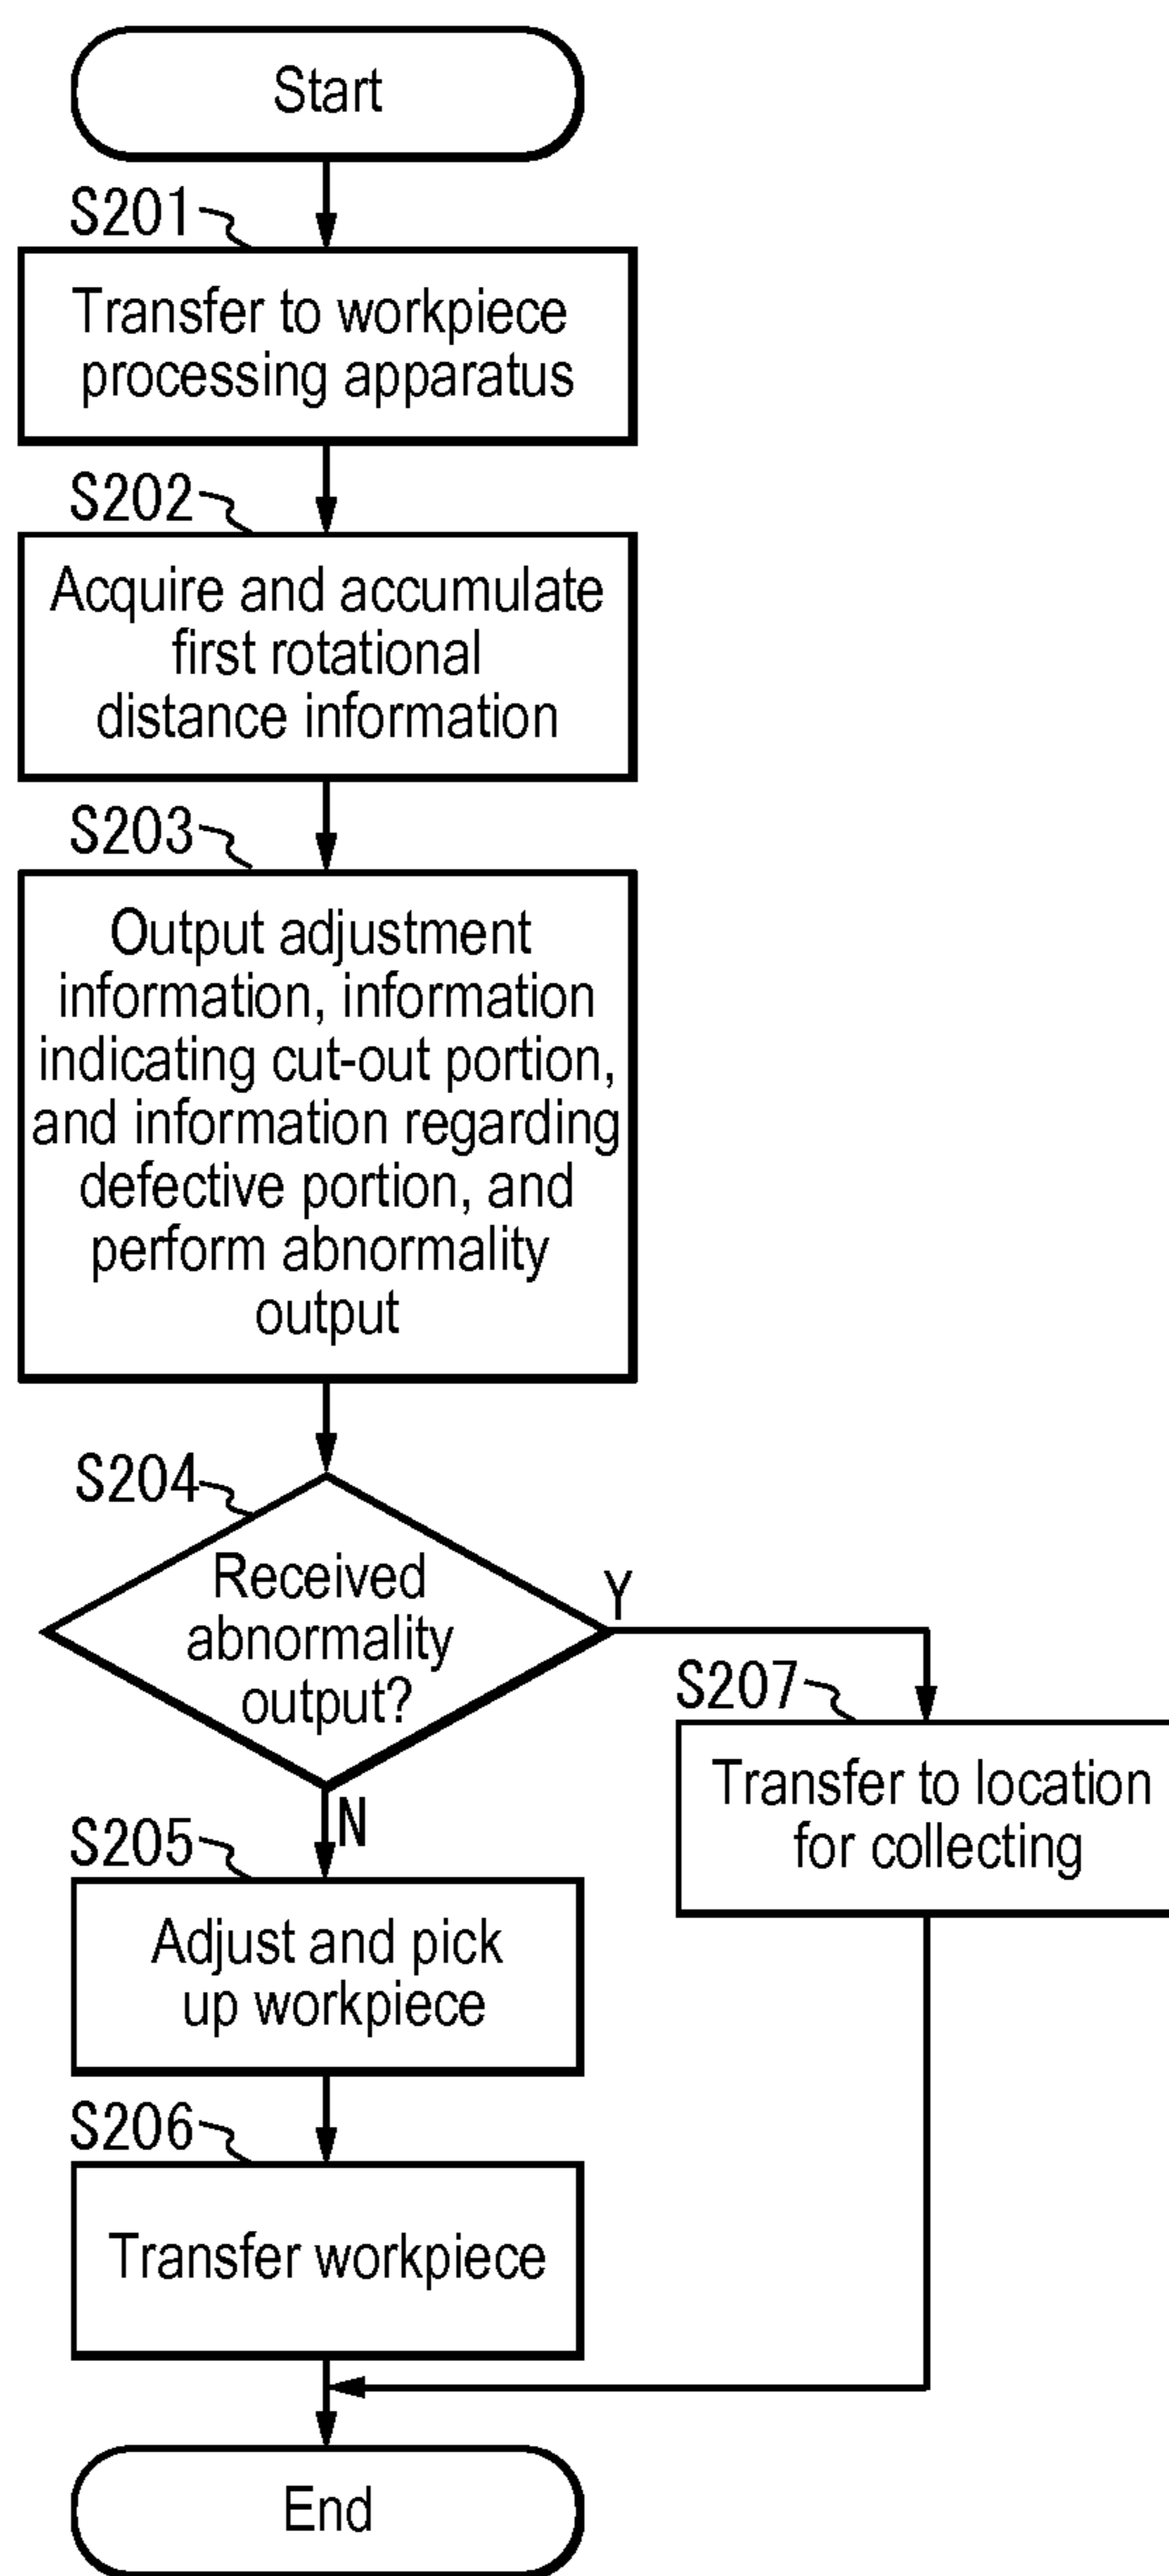 Start
S201
Transfer to workpiece
processing apparatus
S202
Acquire and accumulate
first rotational
distance information
S203
Output adjustment
information, information
indicating cut-out portion,
and information regarding
defective portion, and
perform abnormality
output
S204
Received
abnormality
output?
Y
N
S207
Transfer to location
for collecting
S205
Adjust and pick
up workpiece
S206
Transfer workpiece
End